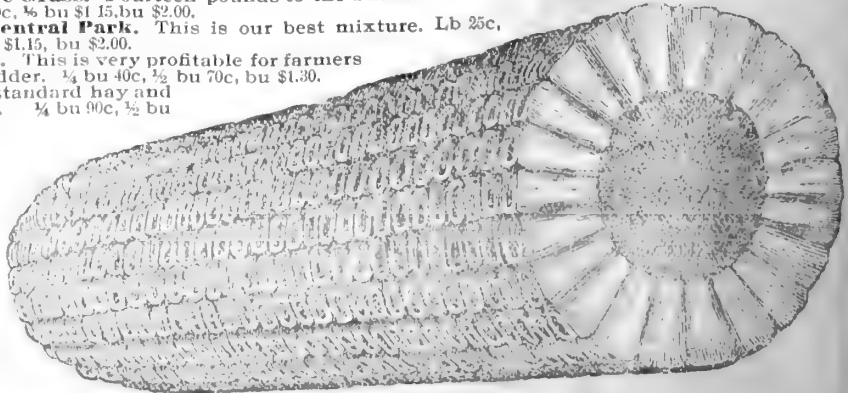 c, ½ bu $1 15, bu $2.00.
entral Park. This is our best mixture. Lb 25c,
$1.15, bu $2.00.
. This is very profitable for farmers
dder. ¼ bu 40c, ½ bu 70c, bu $1.30.
standard hay and
. ¼ bu 90c, ½ bu